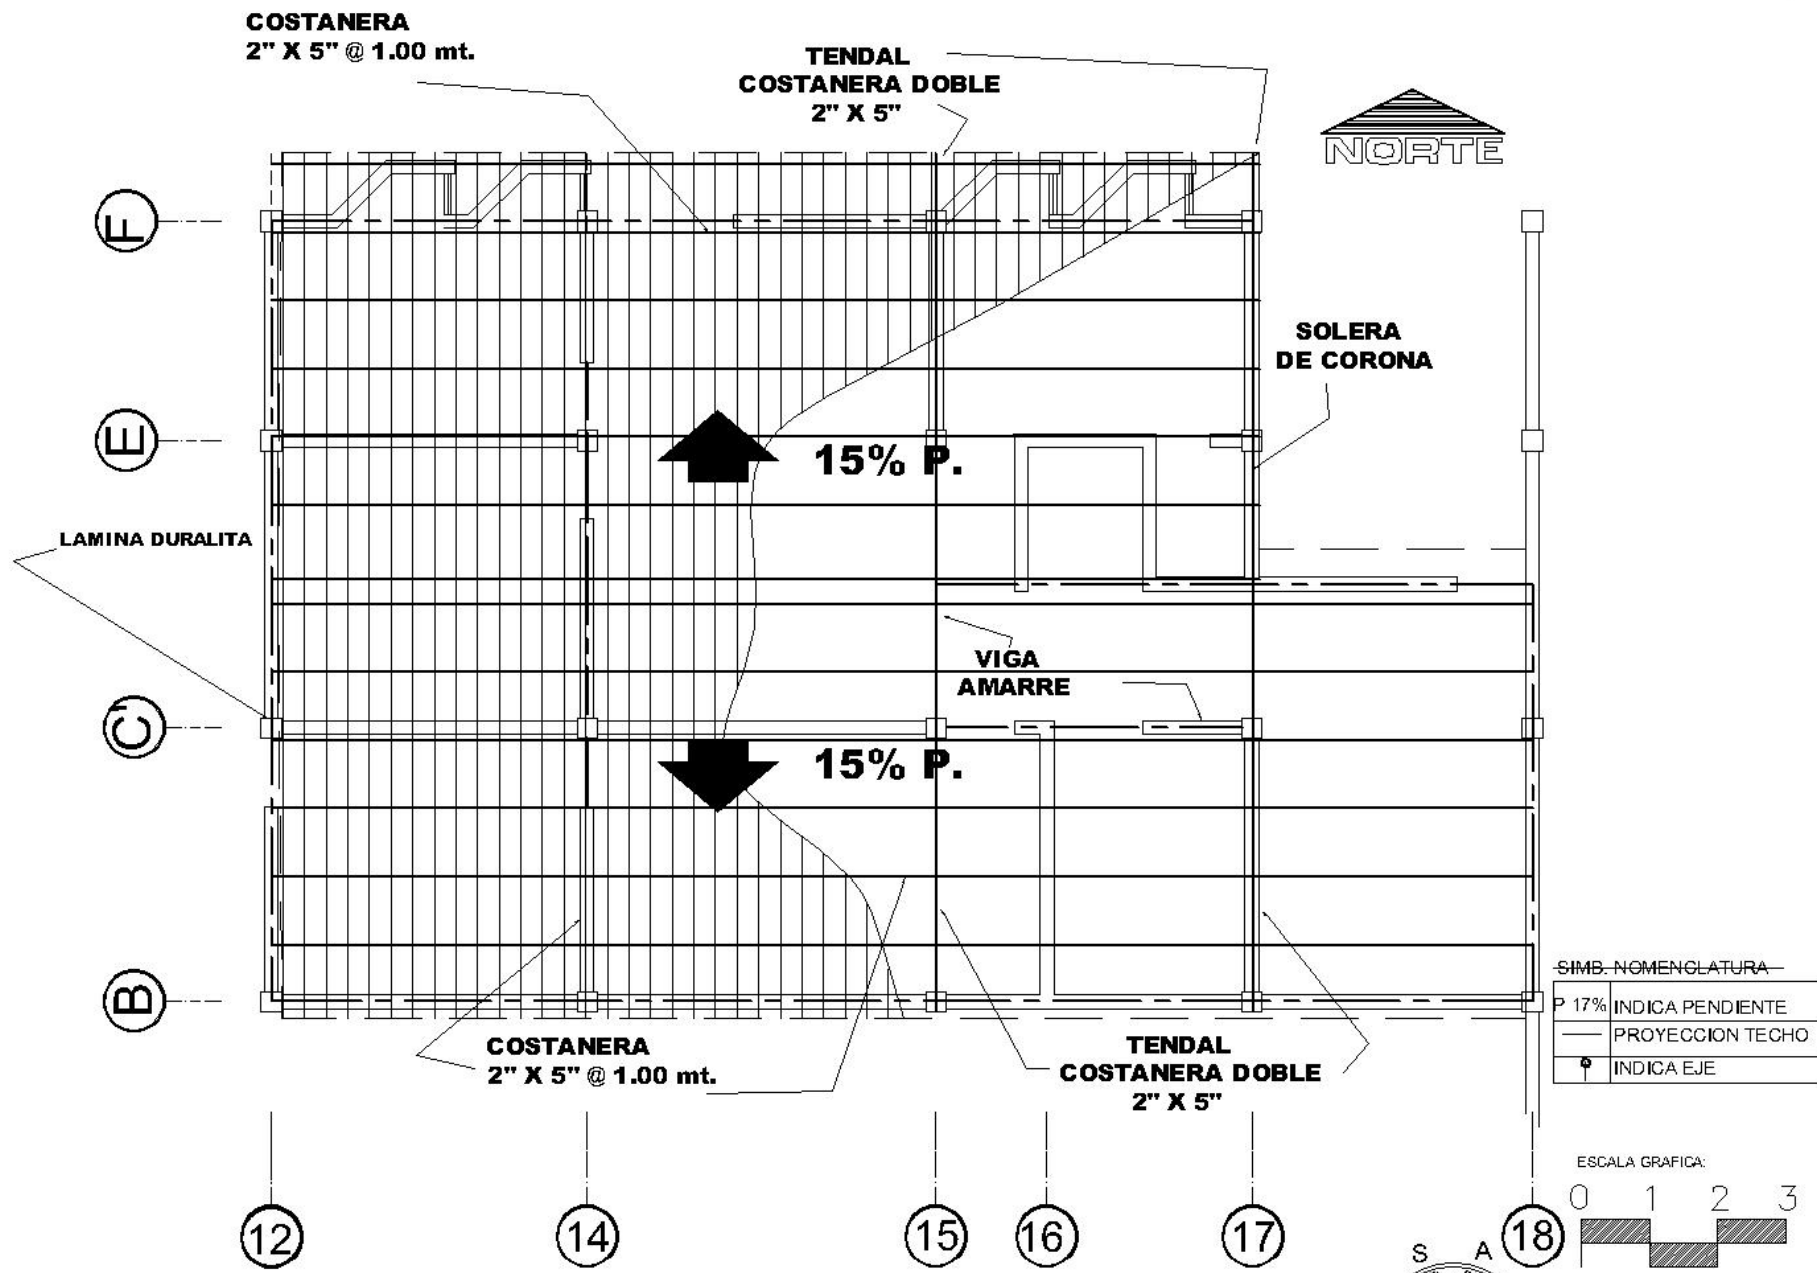 COSTANERA
2" X 5" @ 1.00 mt.
TENDAL
COSTANERA DOBLE
2" X 5"
NORTE
F
SOLERA
DE CORONA
E
15% P.
LAMINA DURALITA
VIGA
AMARRE
C'
15% P.
B
SIMB. NOMENCLATURA
P 17% INDICA PENDIENTE
PROYECCION TECHO
INDICA EJE
COSTANERA
2" X 5" @ 1.00 mt.
TENDAL
COSTANERA DOBLE
2" X 5"
ESCALA GRAFICA:
0 1 2 3
12 14 15 16 17 18
S A